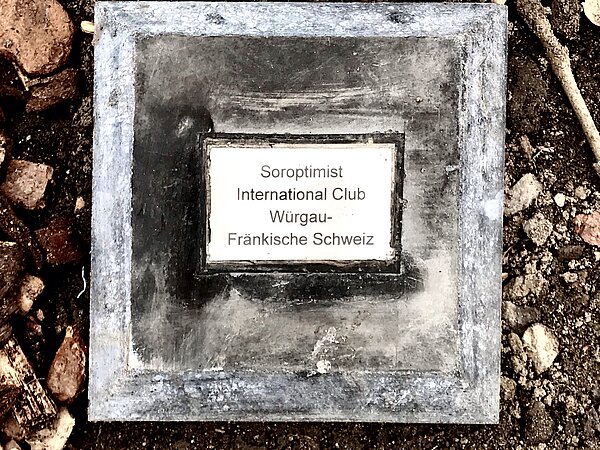 Soroptimist
International Club
Würgau-
Fränkische Schweiz